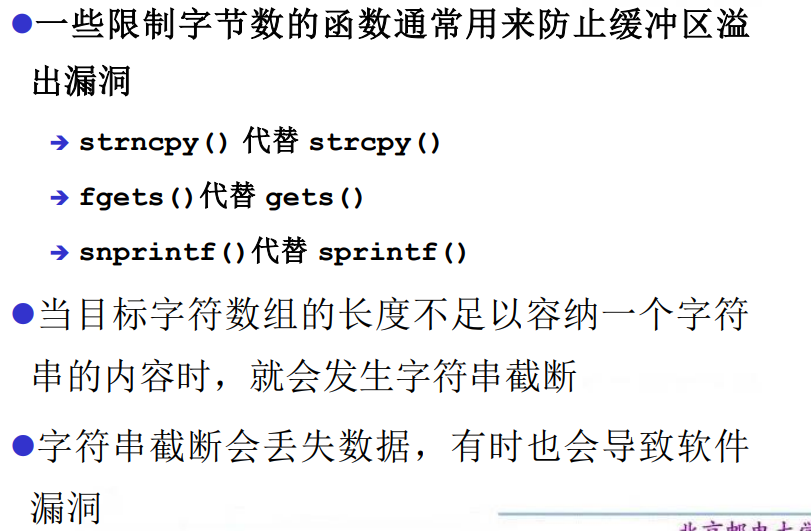 ●一些限制字节数的函数通常用来防止缓冲区溢
出漏洞
➔ strncpy() 代替 strcpy()
➔ fgets()代替 gets()
➔ snprintf()代替 sprintf()
●当目标字符数组的长度不足以容纳一个字符
串的内容时，就会发生字符串截断
●字符串截断会丢失数据，有时也会导致软件
漏洞
北京邮电大学